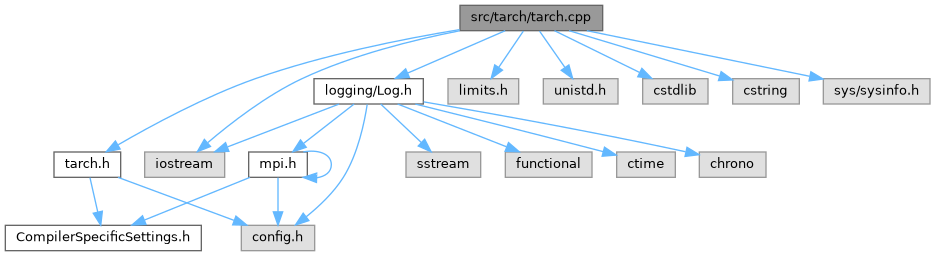 src/tarch/tarch.cpp
logging/Log.h
limits.h
unistd.h
cstdlib
cstring
sys/sysinfo.h
tarch.h
iostream
mpi.h
sstream
functional
ctime
chrono
CompilerSpecificSettings.h
config.h